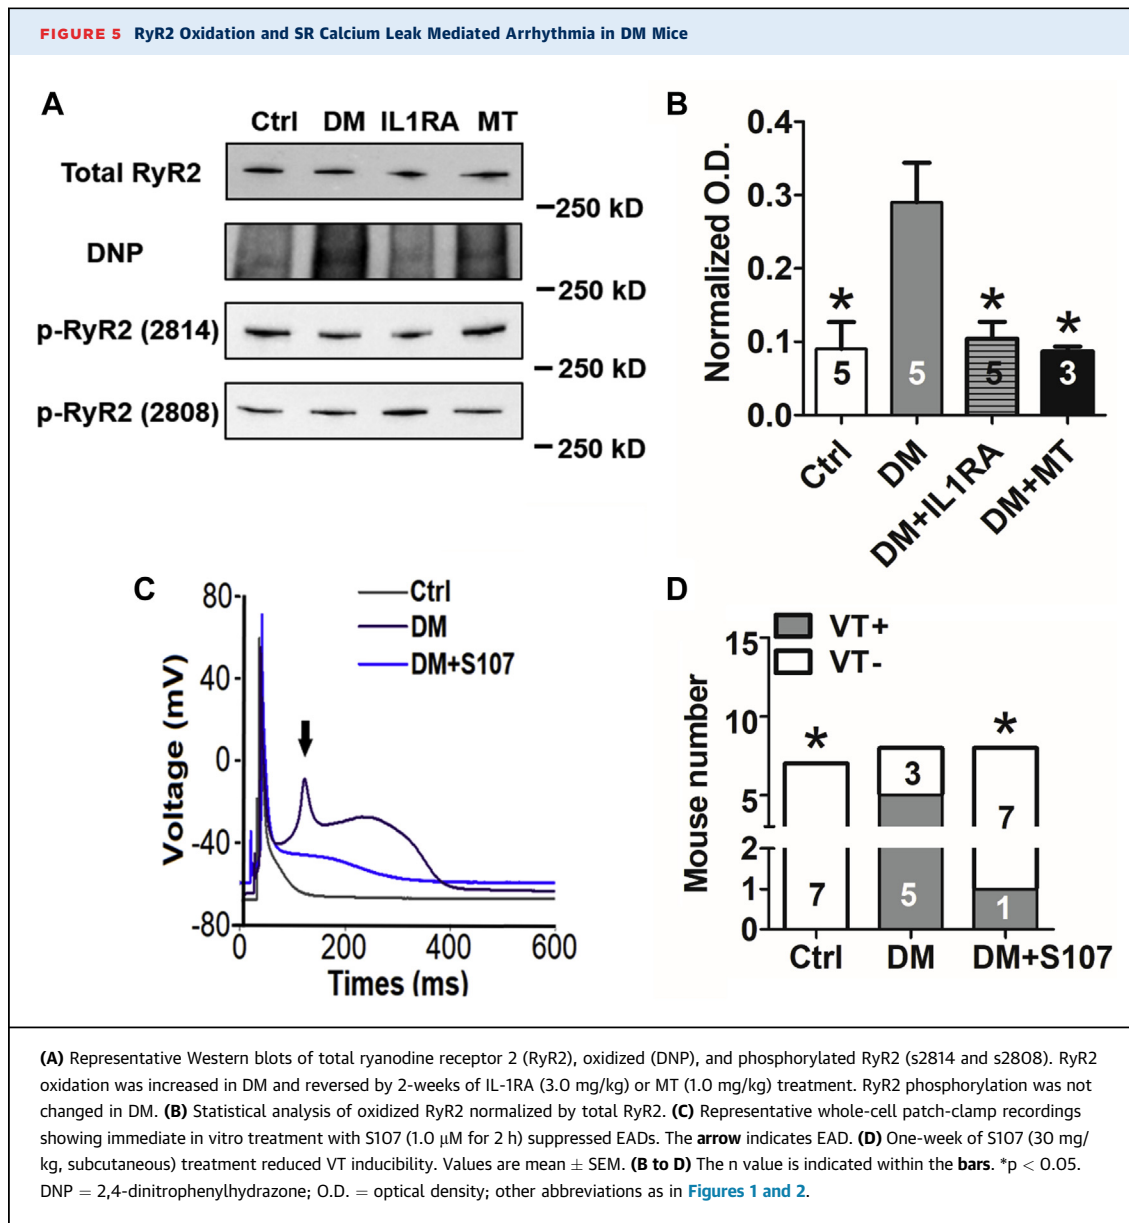 FIGURE 5 RyR2 Oxidation and SR Calcium Leak Mediated Arrhythmia in DM Mice
A
Ctrl DM IL1RA MT
Total RyR2
250 kD
DNP
250 kD
p-RyR2 (2814)
250 kD
p-RyR2 (2808)
250 kD
B
Normalized O.D.
0.4
0.3
0.2
0.1
0.0
* * *
5 5 5 3
Ctrl DM DM+IL1RA DM+MT
C
Voltage (mV)
80
40
0
-40
-80
Ctrl
DM
DM+S107
0 200 400 600
Times (ms)
D
VT+
VT-
Mouse number
15
10
5
2
1
0
* *
3
7
7 5 1
Ctrl DM DM+S107
(A) Representative Western blots of total ryanodine receptor 2 (RyR2), oxidized (DNP), and phosphorylated RyR2 (s2814 and s2808). RyR2
oxidation was increased in DM and reversed by 2-weeks of IL-1RA (3.0 mg/kg) or MT (1.0 mg/kg) treatment. RyR2 phosphorylation was not
changed in DM. (B) Statistical analysis of oxidized RyR2 normalized by total RyR2. (C) Representative whole-cell patch-clamp recordings
showing immediate in vitro treatment with S107 (1.0 μM for 2 h) suppressed EADs. The arrow indicates EAD. (D) One-week of S107 (30 mg/
kg, subcutaneous) treatment reduced VT inducibility. Values are mean ± SEM. (B to D) The n value is indicated within the bars. *p < 0.05.
DNP = 2,4-dinitrophenylhydrazone; O.D. = optical density; other abbreviations as in Figures 1 and 2.